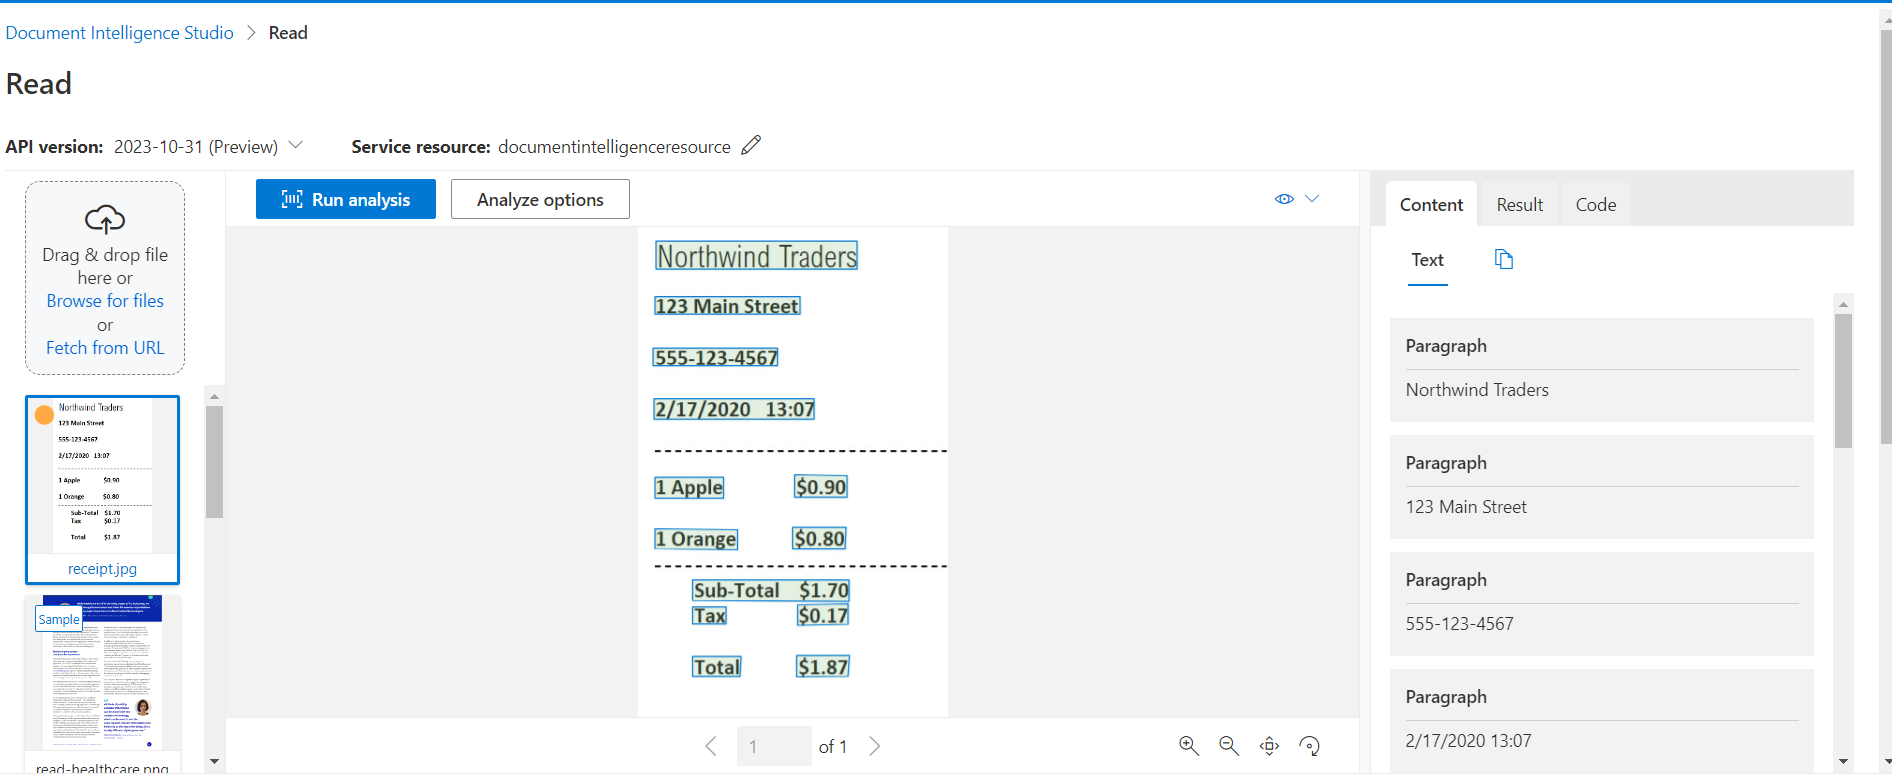 Document Intelligence Studio > Read
Read
API version: 2023-10-31 (Preview)
Service resource: documentintelligenceresource
Drag & drop file
here or
Browse for files
or
Fetch from URL
Northwind Traders
123 Main Street
555-123-4567
2/17/2020 13:07
1 Apple $0.90
1 Orange $0.80
Sub-Total $1.70
Tax $0.17
Total $1.87
receipt.jpg
Sample
read-healthcare.png
Run analysis
Analyze options
Northwind Traders
123 Main Street
555-123-4567
2/17/2020 13:07
1 Apple $0.90
1 Orange $0.80
Sub-Total $1.70
Tax $0.17
Total $1.87
1 of 1
Content Result Code
Text
Paragraph
Northwind Traders
Paragraph
123 Main Street
Paragraph
555-123-4567
Paragraph
2/17/2020 13:07